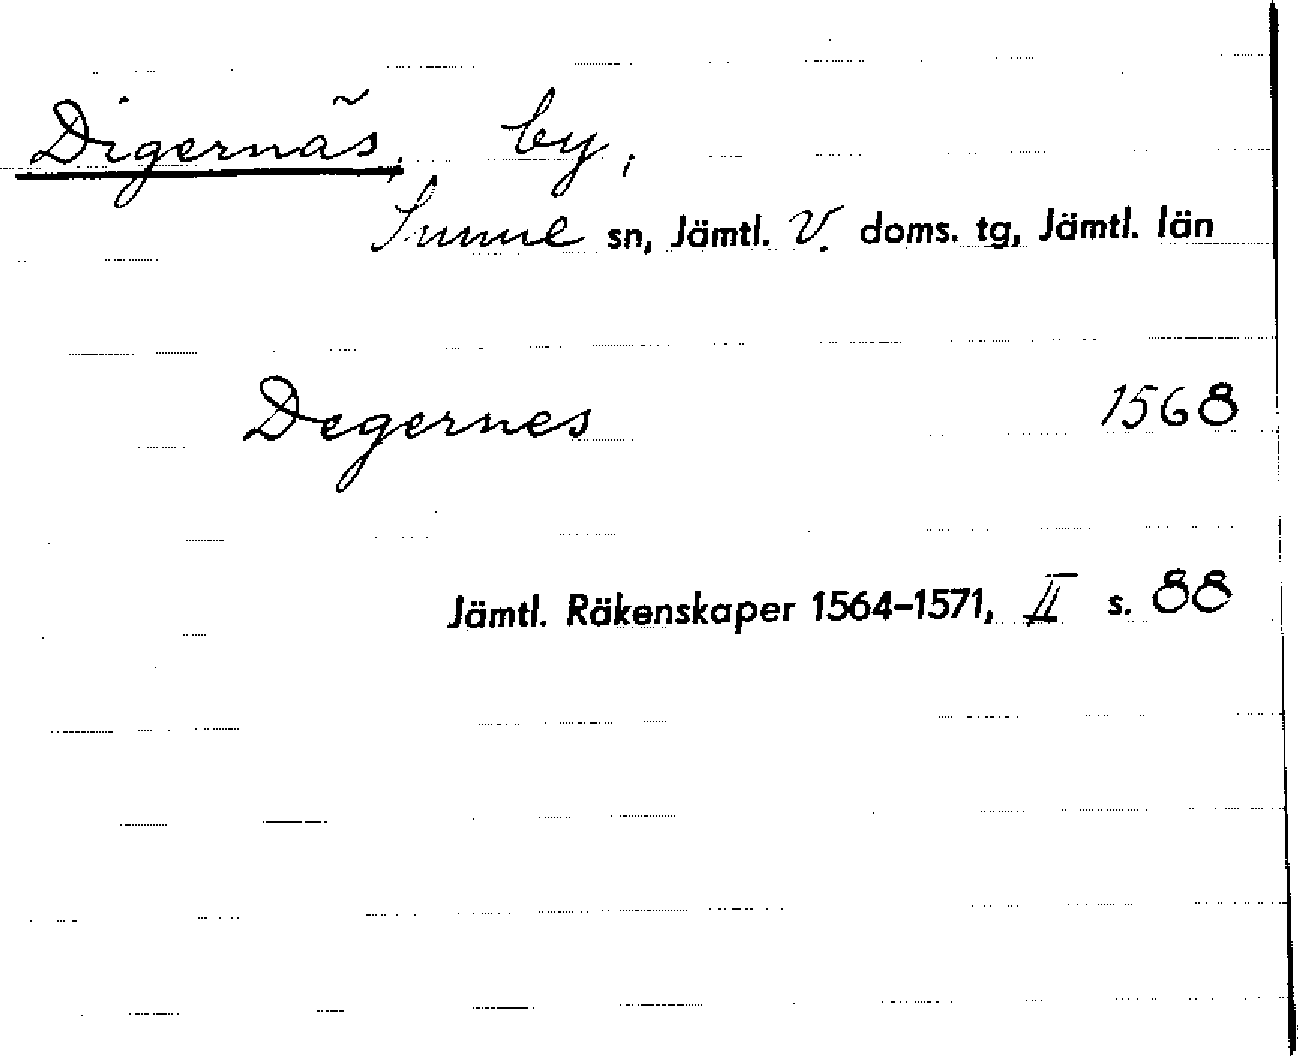 Digernäs, by,
Sunne sn, Jämtl. V. doms. tg, Jämtl. län
Degernes 1568
Jämtl. Räkenskaper 1564-1571, II s. 88